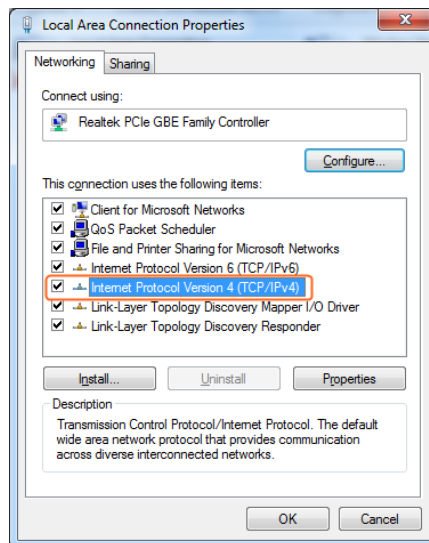 Local Area Connection Properties
Networking
Sharing
Connect using:
Realtek PCIe GBE Family Controller
Configure...
This connection uses the following items:
Client for Microsoft Networks
QoS Packet Scheduler
File and Printer Sharing for Microsoft Networks
Internet Protocol Version 6 (TCP/IPv6)
Internet Protocol Version 4 (TCP/IPv4)
Link-Layer Topology Discovery Mapper I/O Driver
Link-Layer Topology Discovery Responder
Install...
Uninstall
Properties
Description
Transmission Control Protocol/Internet Protocol. The default
wide area network protocol that provides communication
across diverse interconnected networks.
OK
Cancel